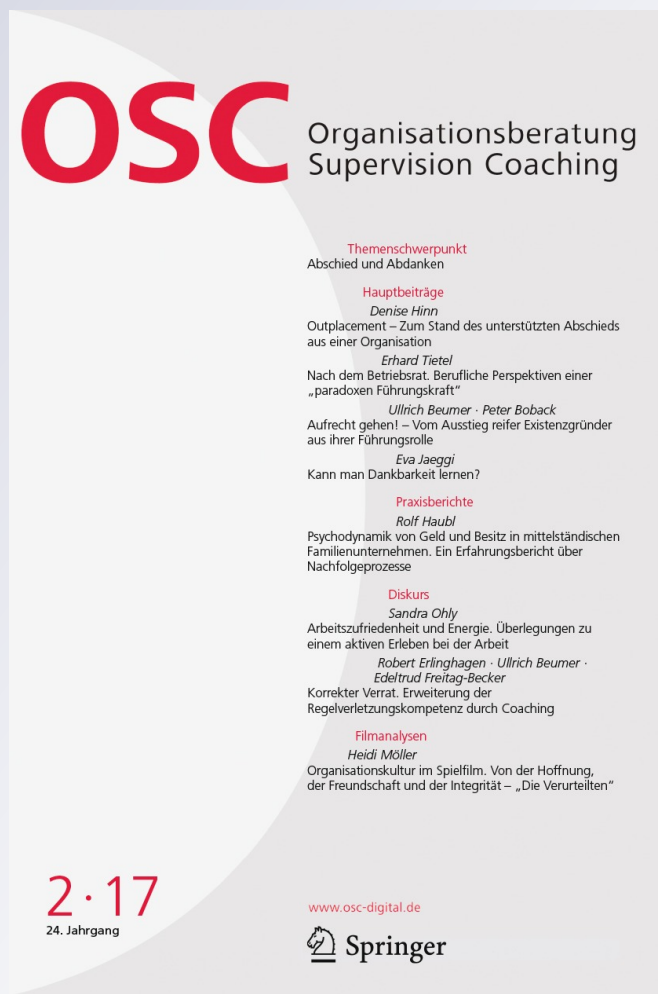 OSC
Organisationsberatung
Supervision Coaching
Themenschwerpunkt
Abschied und Abdanken
Hauptbeiträge
Denise Hinn
Outplacement – Zum Stand des unterstützten Abschieds
aus einer Organisation
Erhard Tietel
Nach dem Betriebsrat. Berufliche Perspektiven einer
„paradoxen Führungskraft“
Ullrich Beumer · Peter Boback
Aufrecht gehen! – Vom Ausstieg reifer Existenzgründer
aus ihrer Führungsrolle
Eva Jaeggi
Kann man Dankbarkeit lernen?
Praxisberichte
Rolf Haubl
Psychodynamik von Geld und Besitz in mittelständischen
Familienunternehmen. Ein Erfahrungsbericht über
Nachfolgeprozesse
Diskurs
Sandra Ohly
Arbeitszufriedenheit und Energie. Überlegungen zu
einem aktiven Erleben bei der Arbeit
Robert Erlinghagen · Ullrich Beumer ·
Edeltrud Freitag-Becker
Korrekter Verrat. Erweiterung der
Regelverletzungskompetenz durch Coaching
Filmanalysen
Heidi Möller
Organisationskultur im Spielfilm. Von der Hoffnung,
der Freundschaft und der Integrität – „Die Verurteilten“
2 · 17
24. Jahrgang
www.osc-digital.de
Springer